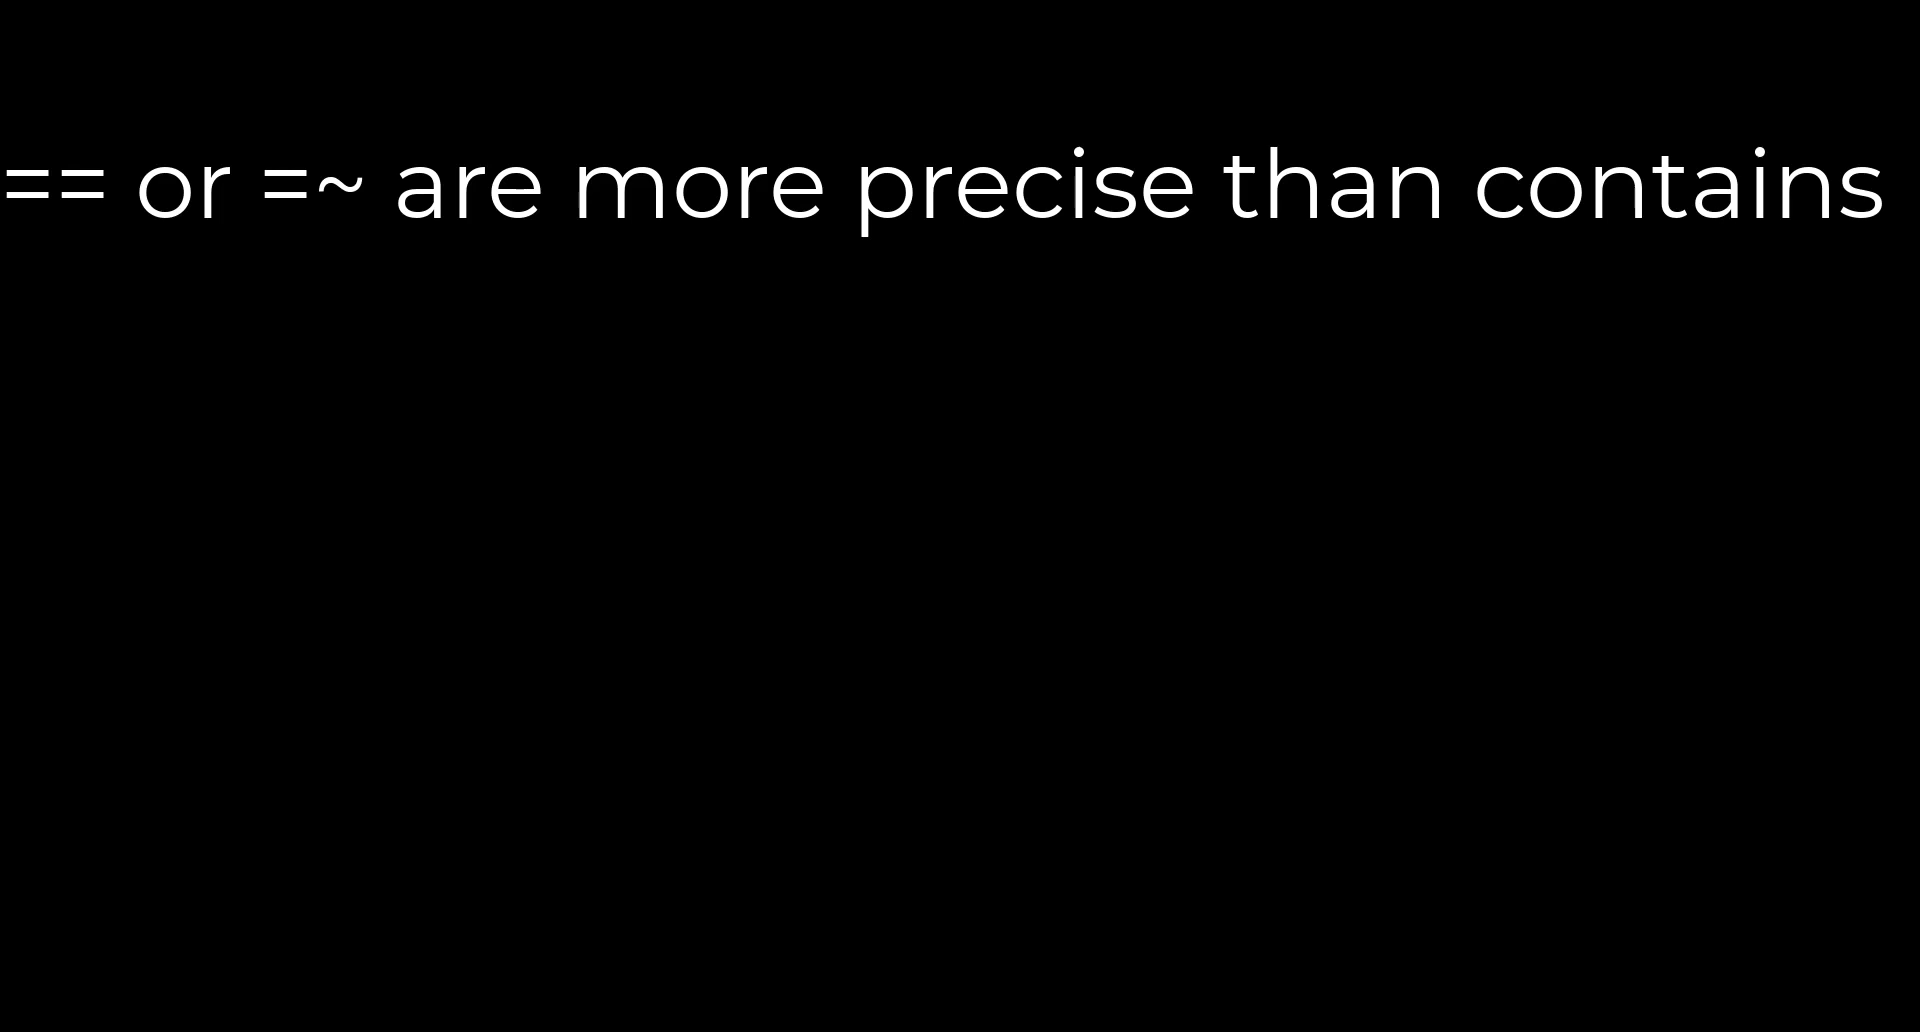 == or =~ are more precise than contains